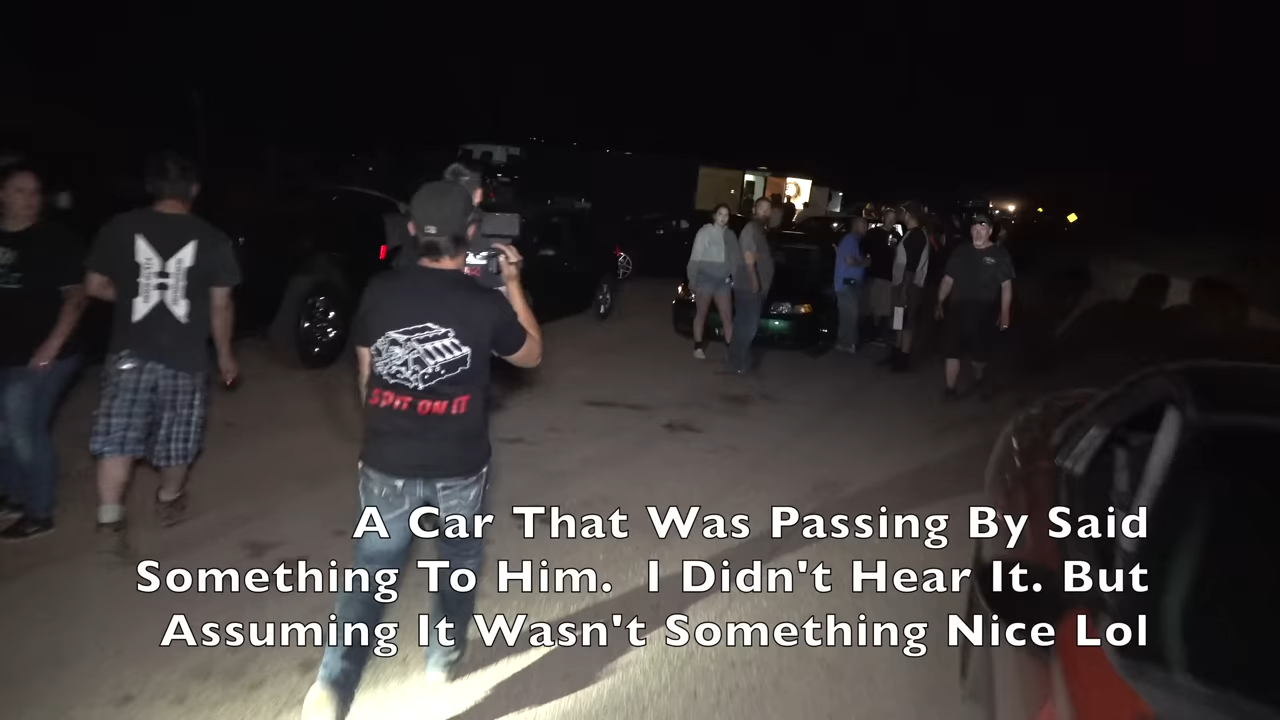 SPIT ON IT
A Car That Was Passing By Said
Something To Him.  I Didn't Hear It. But
Assuming It Wasn't Something Nice Lol